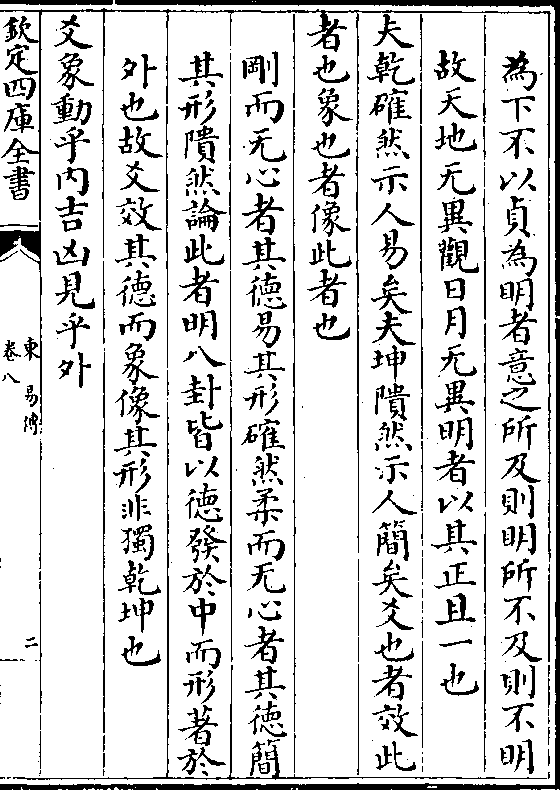 為下不以貞為明者意之所及則明所不及則不明
故天地无異觀日月无異明者以其正且一也
夫乾確然示人易矣夫坤隤然示人簡矣爻也者效此
者也象也者像此者也
剛而无心者其德易其形確然柔而无心者其德簡
其形隤然論此者明八卦皆以德發於中而形著於
外也故爻效其德而象像其形非獨乾坤也
爻象動乎内吉凶見乎外
欽定四庫全書
東易傳
卷八
二